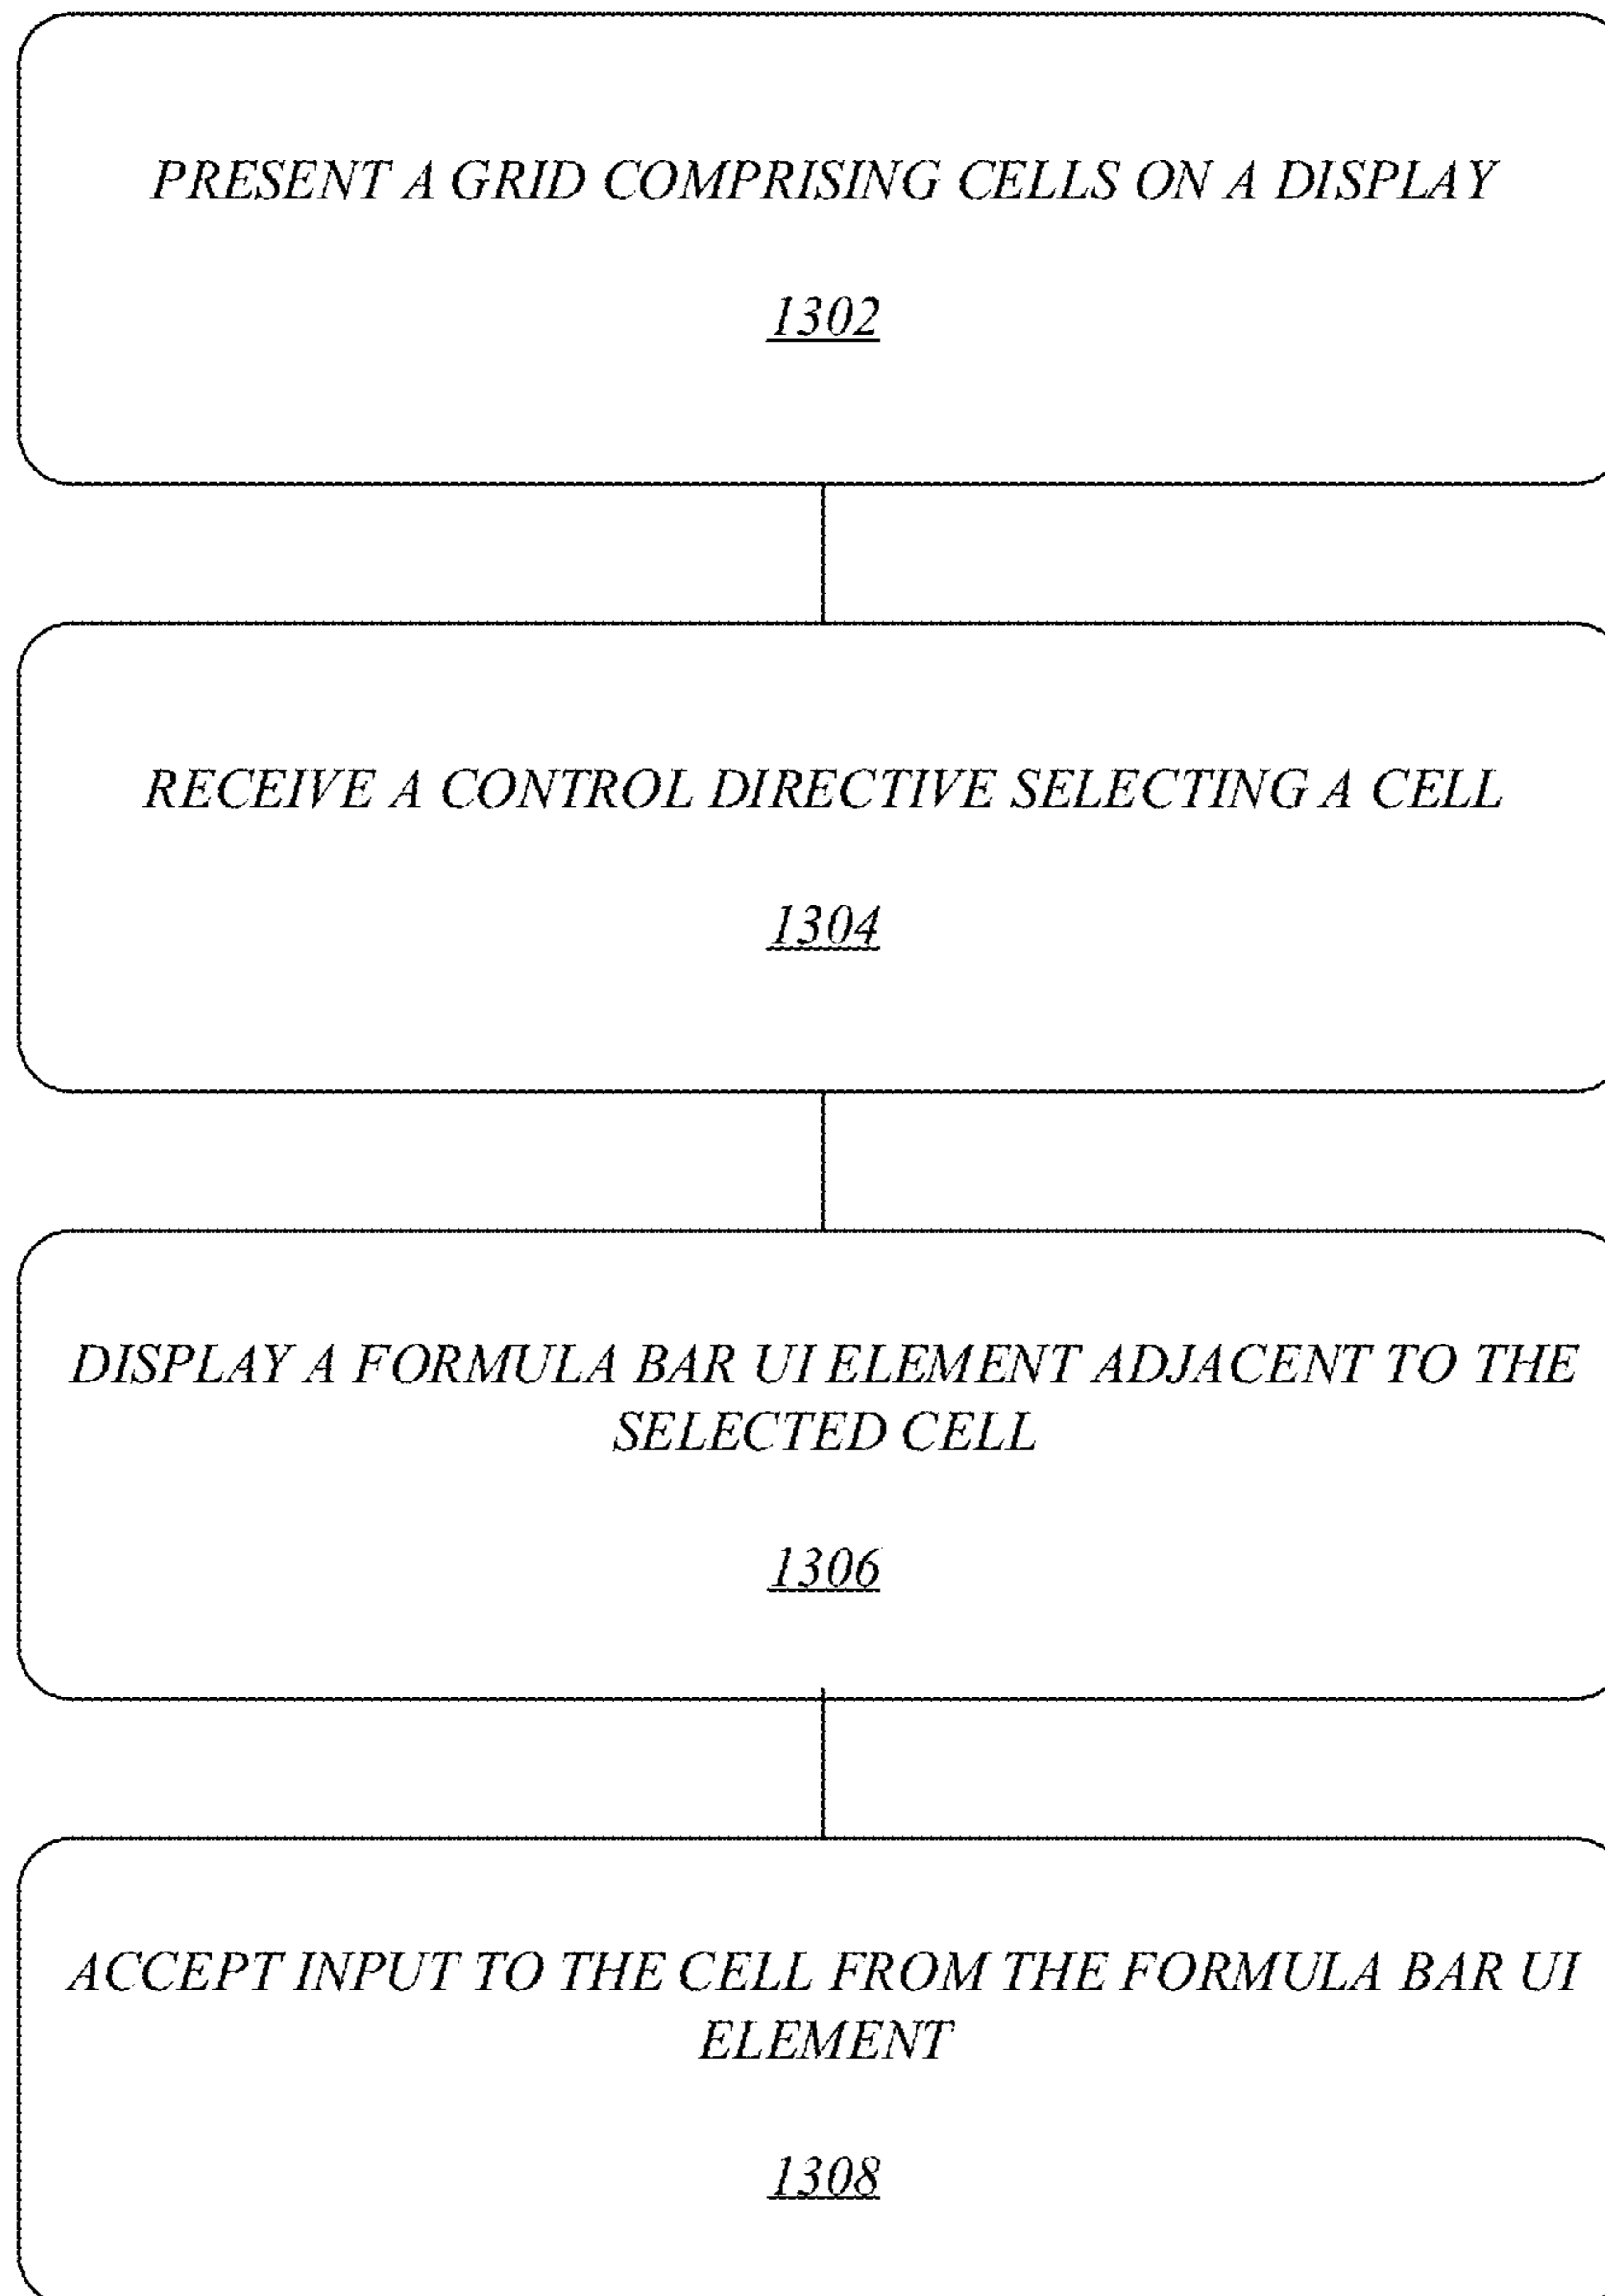 PRESENT A GRID COMPRISING CELLS ON A DISPLAY
1302
RECEIVE A CONTROL DIRECTIVE SELECTING A CELL
1304
DISPLAY A FORMULA BAR UI ELEMENT ADJACENT TO THE
SELECTED CELL
1306
ACCEPT INPUT TO THE CELL FROM THE FORMULA BAR UI
ELEMENT
1308